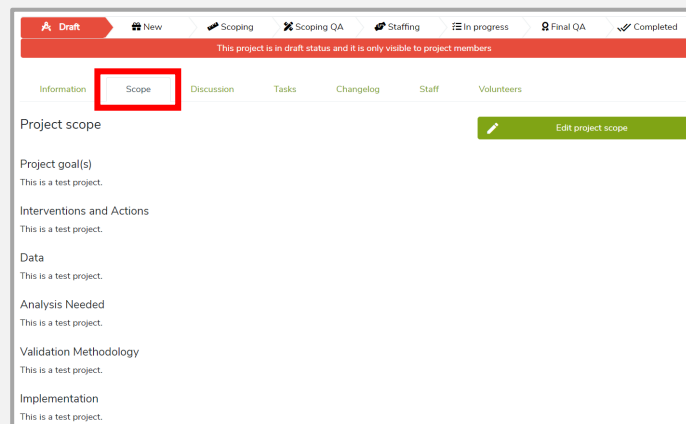 Draft New Scoping Scoping QA Staffing In progress Final QA Completed
This project is in draft status and it is only visible to project members
Information Scope Discussion Tasks Changelog Staff Volunteers
Project scope
Edit project scope
Project goal(s)
This is a test project.
Interventions and Actions
This is a test project.
Data
This is a test project.
Analysis Needed
This is a test project.
Validation Methodology
This is a test project.
Implementation
This is a test project.